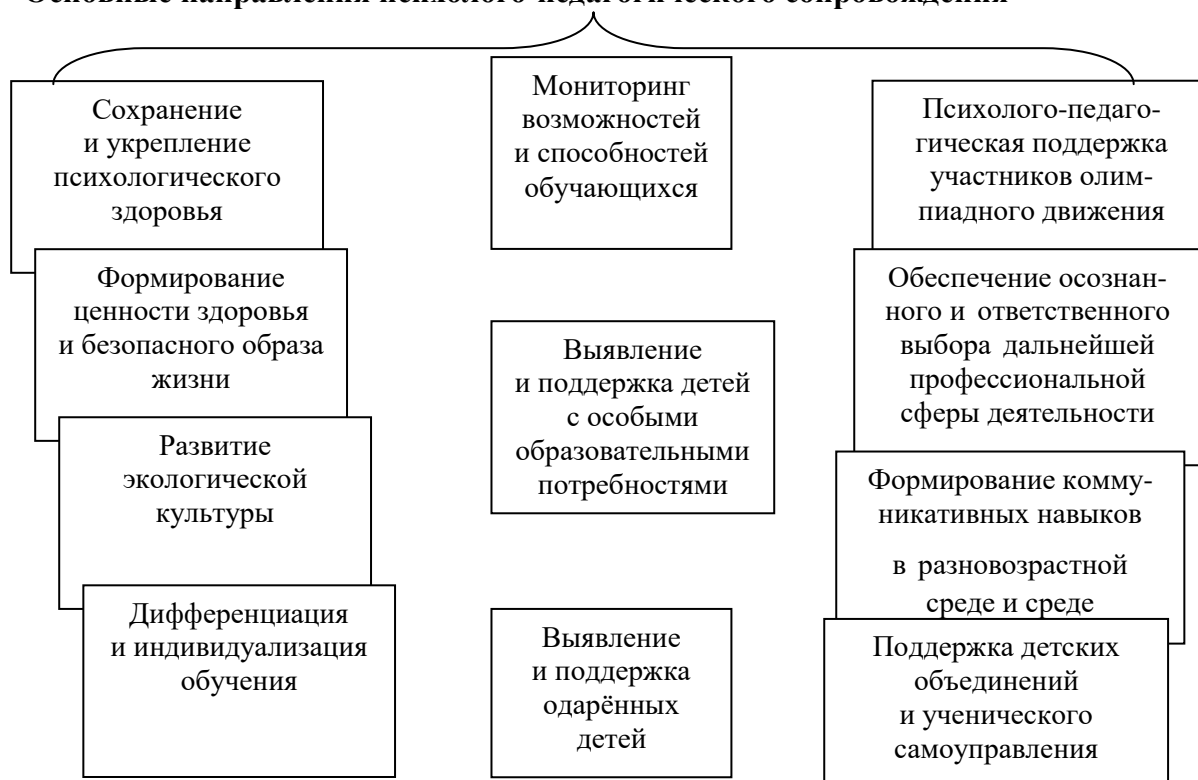 Основные направления психолого-педагогического сопровождения
Сохранение
и укрепление
психологического
здоровья
Формирование
ценности здоровья
и безопасного образа
жизни
Развитие
экологической
культуры
Дифференциация
и индивидуализация
обучения
Мониторинг
возможностей
и способностей
обучающихся
Выявление
и поддержка детей
с особыми
образовательными
потребностями
Выявление
и поддержка
одарённых
детей
Психолого-педаго-
гическая поддержка
участников олим-
пиадного движения
Обеспечение осознан-
ного и ответственного
выбора дальнейшей
профессиональной
сферы деятельности
Формирование комму-
никативных навыков
в разновозрастной
среде и среде
Поддержка детских
объединений
и ученического
самоуправления